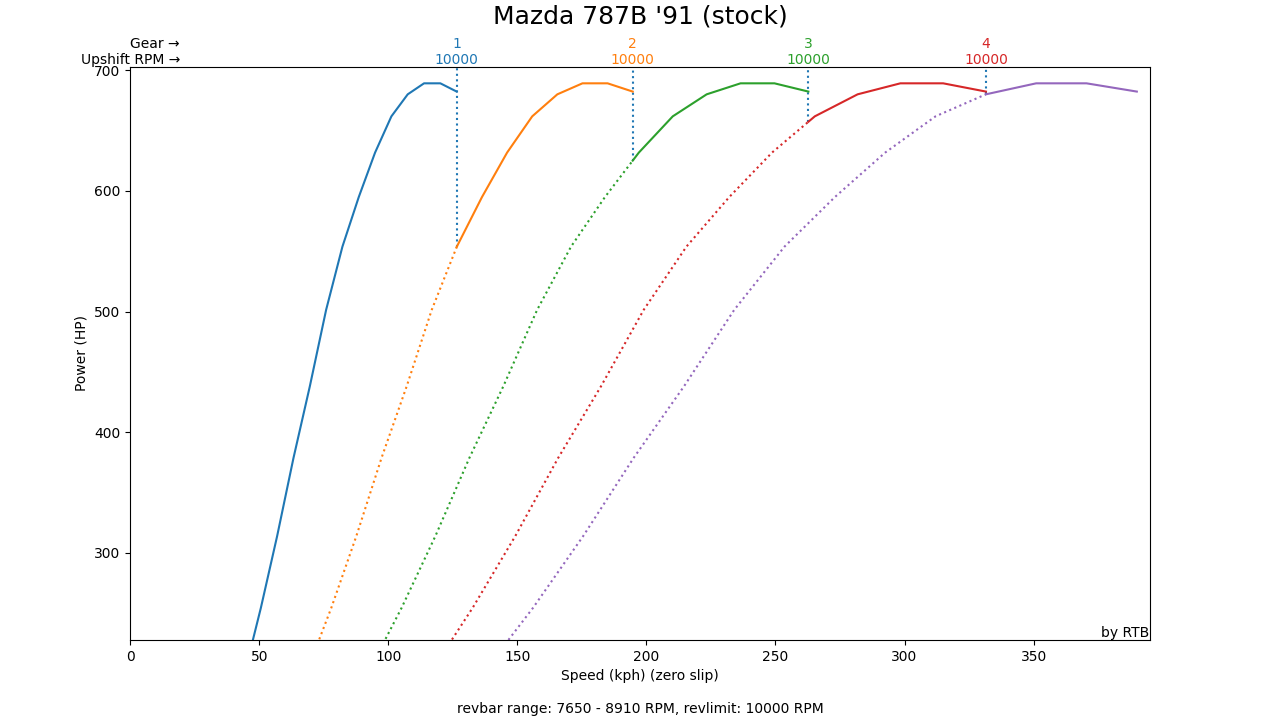 Mazda 787B '91 (stock)
Gear → 1 2 3 4
Upshift RPM → 10000 10000 10000 10000
700
600
500
400
300
Power (HP)
by RTB
0 50 100 150 200 250 300 350
Speed (kph) (zero slip)
revbar range: 7650 - 8910 RPM, revlimit: 10000 RPM